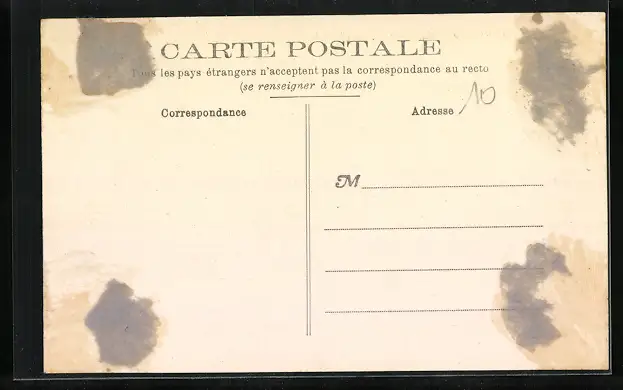 CARTE POSTALE
Tous les pays étrangers n'acceptent pas la correspondance au recto
(se renseigner à la poste)
Correspondance
Adresse
10
M